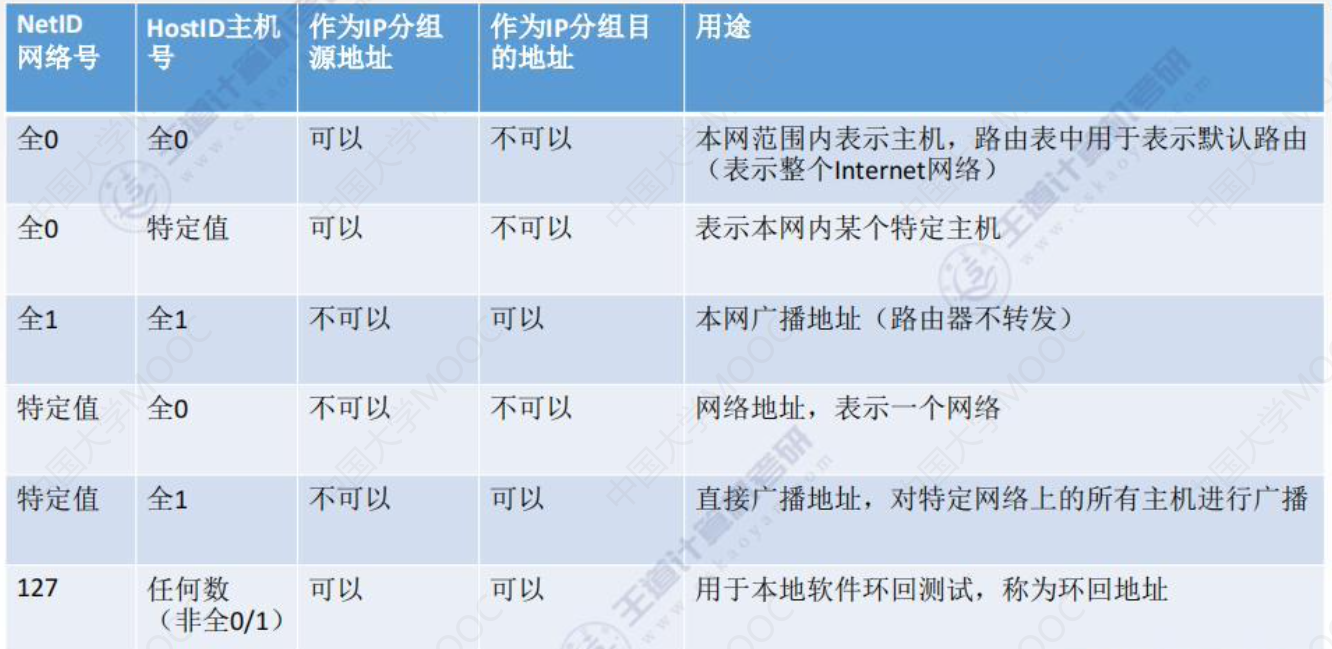 NetID
网络号
HostID主机
号
作为IP分组
源地址
作为IP分组目
的地址
用途
全0
全0
可以
不可以
本网范围内表示主机，路由表中用于表示默认路由
（表示整个Internet网络）
全0
特定值
可以
不可以
表示本网内某个特定主机
全1
全1
不可以
可以
本网广播地址（路由器不转发）
特定值
全0
不可以
不可以
网络地址，表示一个网络
特定值
全1
不可以
可以
直接广播地址，对特定网络上的所有主机进行广播
127
任何数
（非全0/1）
可以
可以
用于本地软件环回测试，称为环回地址
王道计算机考研
www.cskaoyan.com
中国大学MOOC